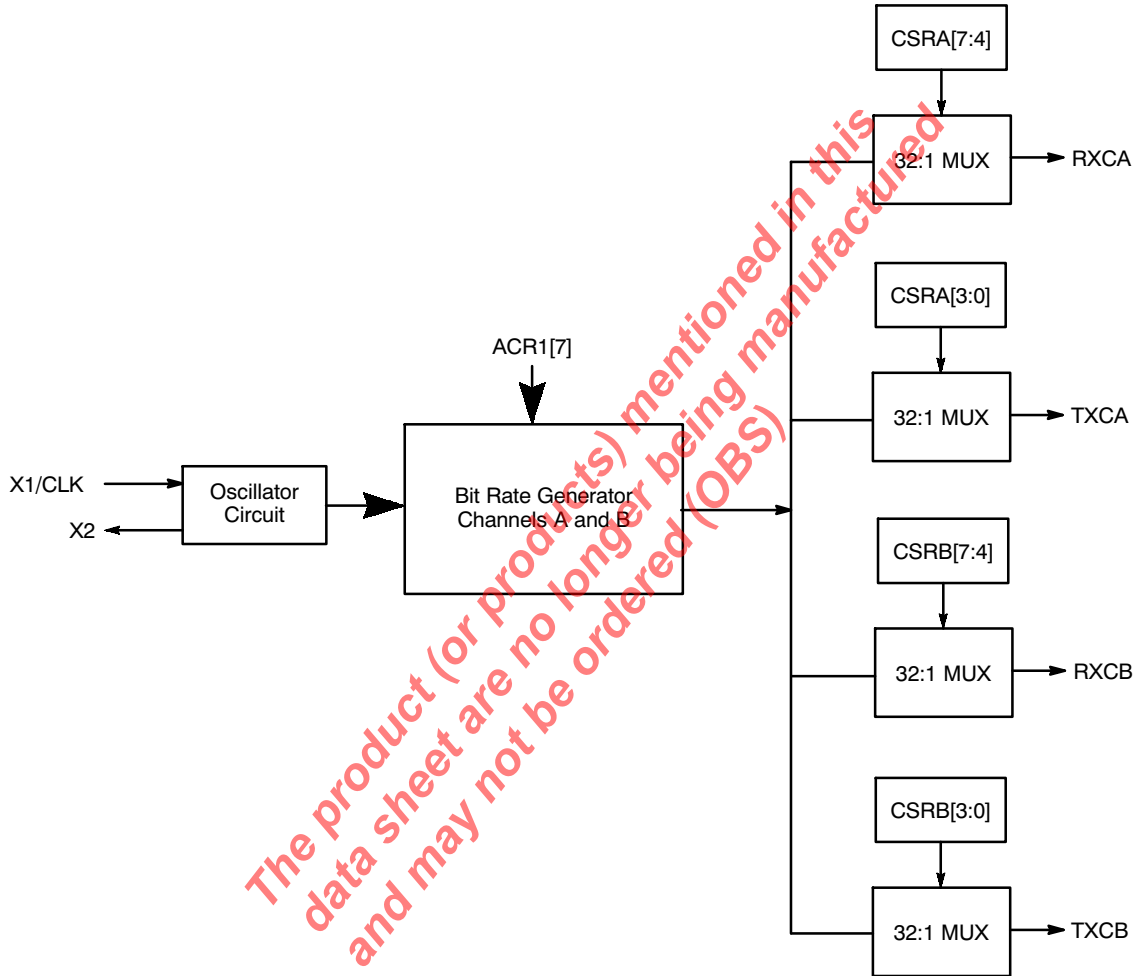 CSRA[7:4]
32:1 MUX
RXCA
CSRA[3:0]
ACR1[7]
32:1 MUX
TXCA
X1/CLK
X2
Oscillator
Circuit
Bit Rate Generator
Channels A and B
CSRB[7:4]
32:1 MUX
RXCB
CSRB[3:0]
32:1 MUX
TXCB
The product (or products) mentioned in this
data sheet are no longer being manufactured
and may not be ordered (OBS)